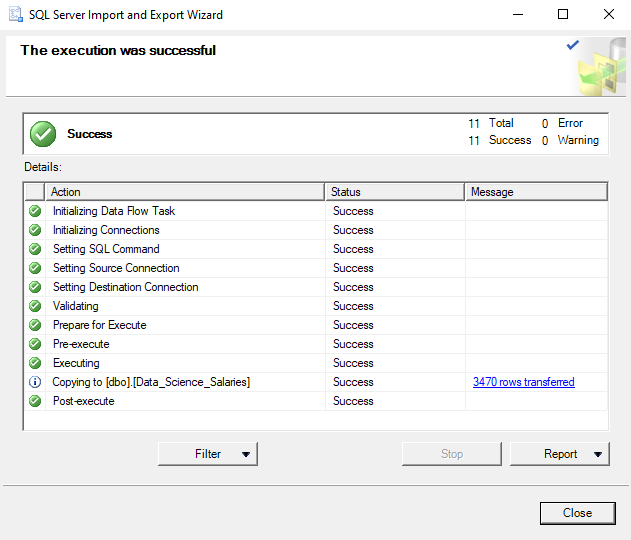 SQL Server Import and Export Wizard
The execution was successful
Success
11 Total 0 Error
11 Success 0 Warning
Details:
Action Status Message
Initializing Data Flow Task Success
Initializing Connections Success
Setting SQL Command Success
Setting Source Connection Success
Setting Destination Connection Success
Validating Success
Prepare for Execute Success
Pre-execute Success
Executing Success
Copying to [dbo].[Data_Science_Salaries] Success 3470 rows transferred
Post-execute Success
Filter Stop Report
Close